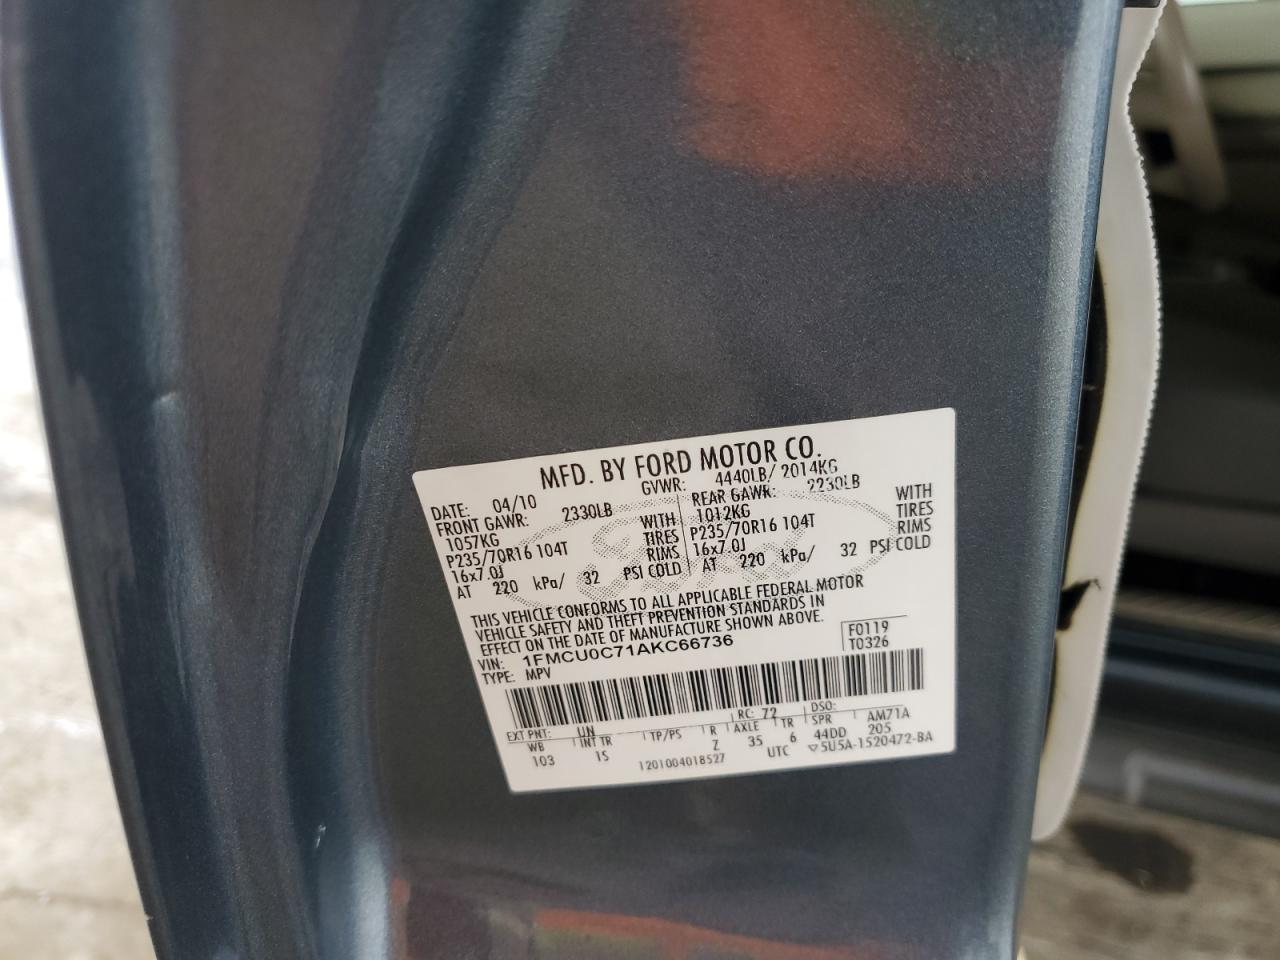 MFD. BY FORD MOTOR CO.
DATE: 04/10 GVWR: 4440LB/ 2014KG
FRONT GAWR: 2330LB REAR GAWR: 2230LB
1057KG WITH 1012KG WITH
P235/70R16 104T TIRES P235/70R16 104T TIRES
16x7.0J RIMS 16x7.0J RIMS
AT 220 kPa/ 32 PSI COLD AT 220 kPa/ 32 PSI COLD
THIS VEHICLE CONFORMS TO ALL APPLICABLE FEDERAL MOTOR
VEHICLE SAFETY AND THEFT PREVENTION STANDARDS IN
EFFECT ON THE DATE OF MANUFACTURE SHOWN ABOVE.
VIN: 1FMCU0C71AKC66736 F0119
TYPE: MPV T0326
EXT PNT: UN RC: 72 DSO:
WB INT TR TP/PS R AXLE TR SPR AM71A
103 1S Z 35 6 44DD 205
1201004018527 UTC ▽5U5A-1520472-BA